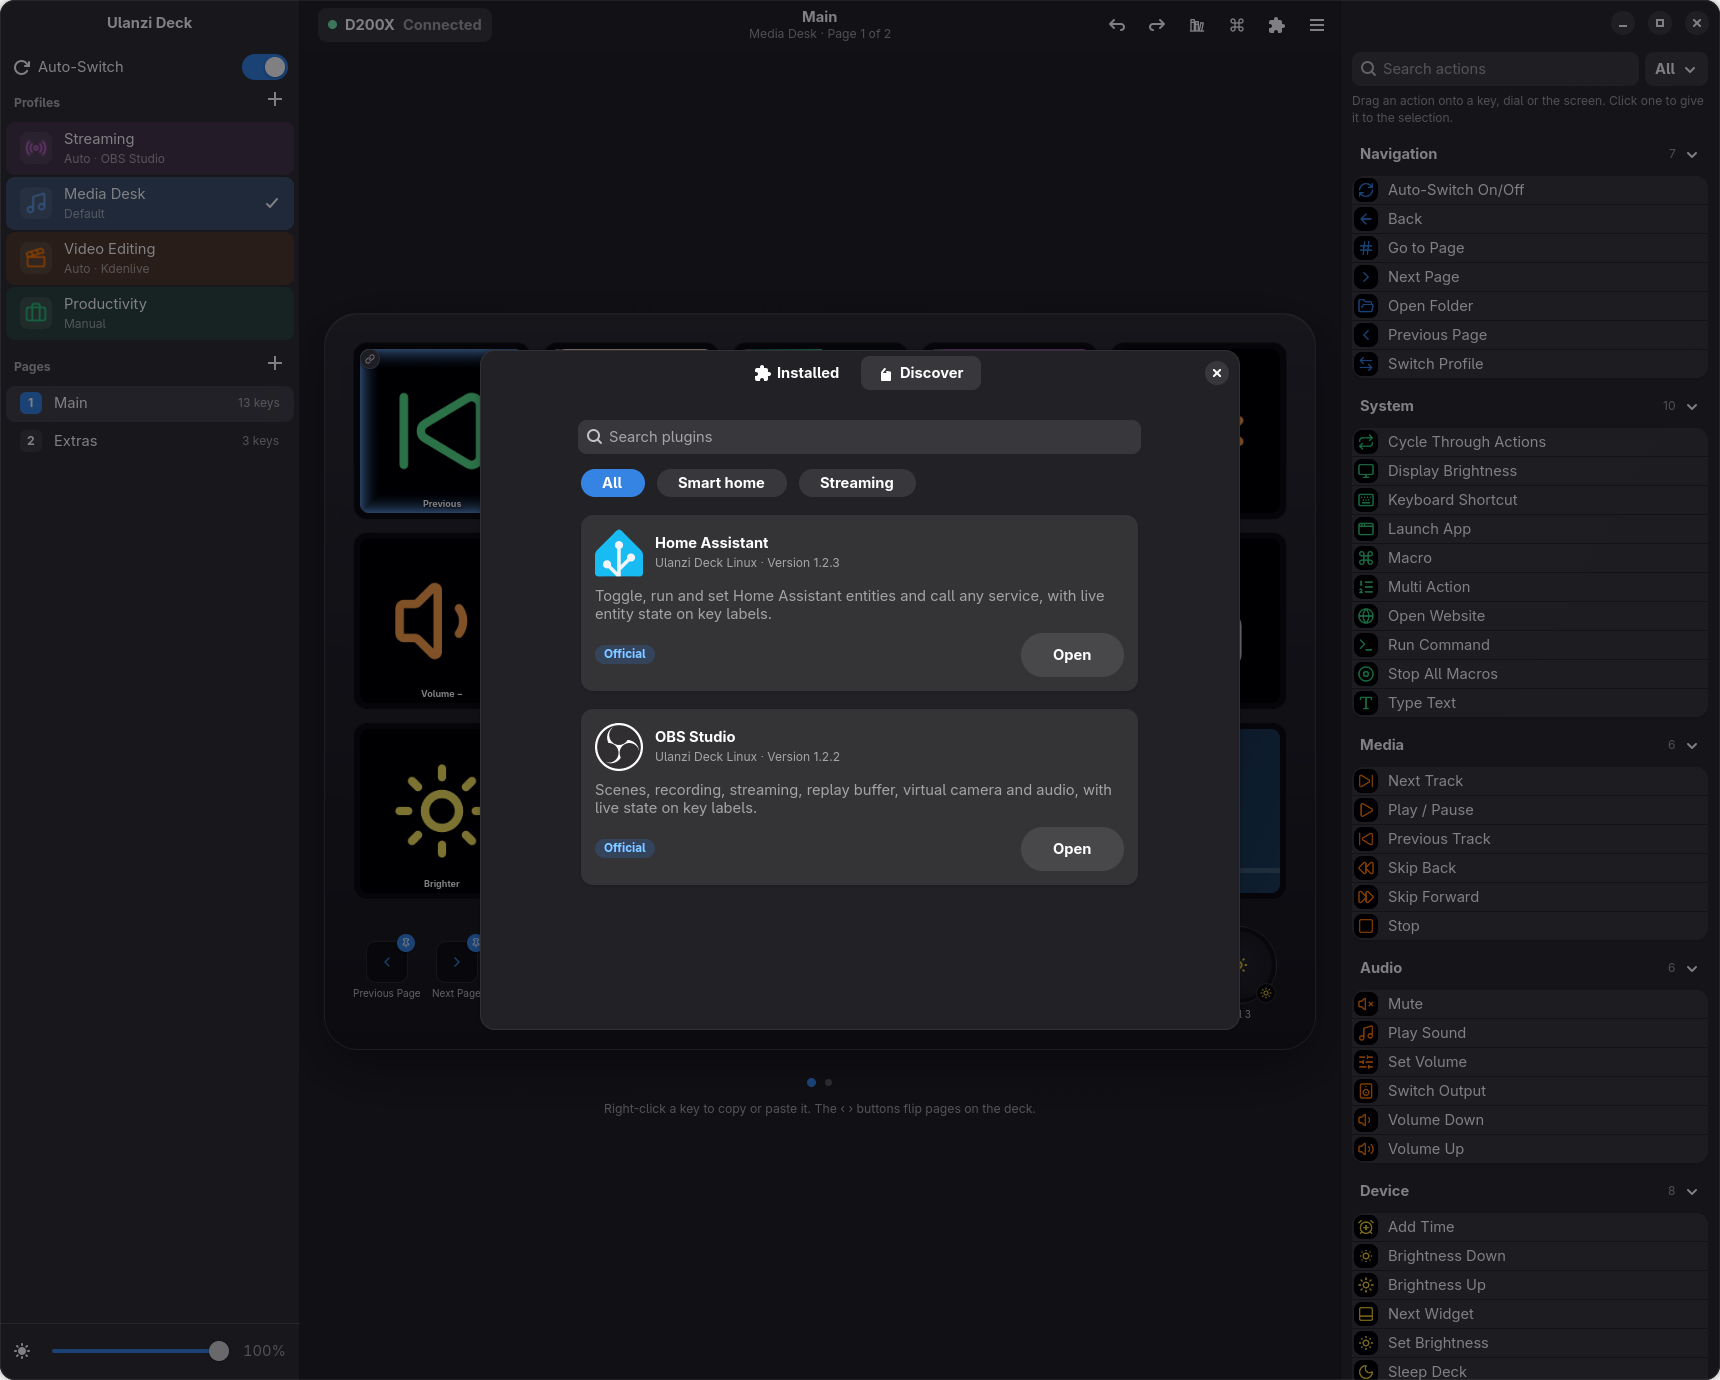 Ulanzi Deck
Auto-Switch
Profiles
Streaming
Auto · OBS Studio
Media Desk
Default
Video Editing
Auto · Kdenlive
Productivity
Manual
Pages
1 Main 13 keys
2 Extras 3 keys
100%
D200X Connected
Main
Media Desk · Page 1 of 2
Previous
Volume –
Brighter
Previous Page
Next Page
Right-click a key to copy or paste it. The ‹ › buttons flip pages on the deck.
Installed
Discover
Search plugins
All
Smart home
Streaming
Home Assistant
Ulanzi Deck Linux · Version 1.2.3
Toggle, run and set Home Assistant entities and call any service, with live
entity state on key labels.
Official
Open
OBS Studio
Ulanzi Deck Linux · Version 1.2.2
Scenes, recording, streaming, replay buffer, virtual camera and audio, with
live state on key labels.
Official
Open
Search actions
All
Drag an action onto a key, dial or the screen. Click one to give
it to the selection.
Navigation 7
Auto-Switch On/Off
Back
Go to Page
Next Page
Open Folder
Previous Page
Switch Profile
System 10
Cycle Through Actions
Display Brightness
Keyboard Shortcut
Launch App
Macro
Multi Action
Open Website
Run Command
Stop All Macros
Type Text
Media 6
Next Track
Play / Pause
Previous Track
Skip Back
Skip Forward
Stop
Audio 6
Mute
Play Sound
Set Volume
Switch Output
Volume Down
Volume Up
Device 8
Add Time
Brightness Down
Brightness Up
Next Widget
Set Brightness
Sleep Deck